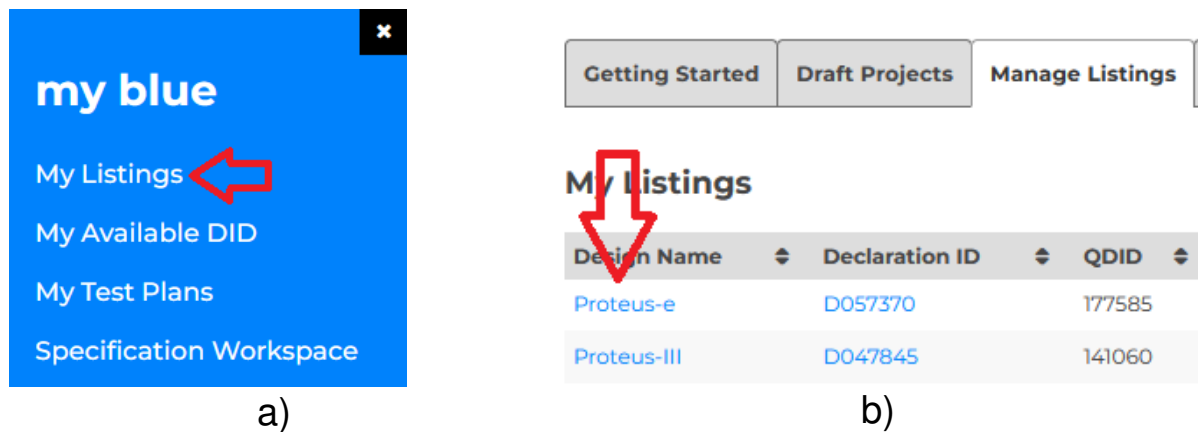 my blue
My Listings
My Available DID
My Test Plans
Specification Workspace
a)
Getting Started Draft Projects Manage Listings
My Listings
Design Name Declaration ID QDID
Proteus-e D057370 177585
Proteus-III D047845 141060
b)